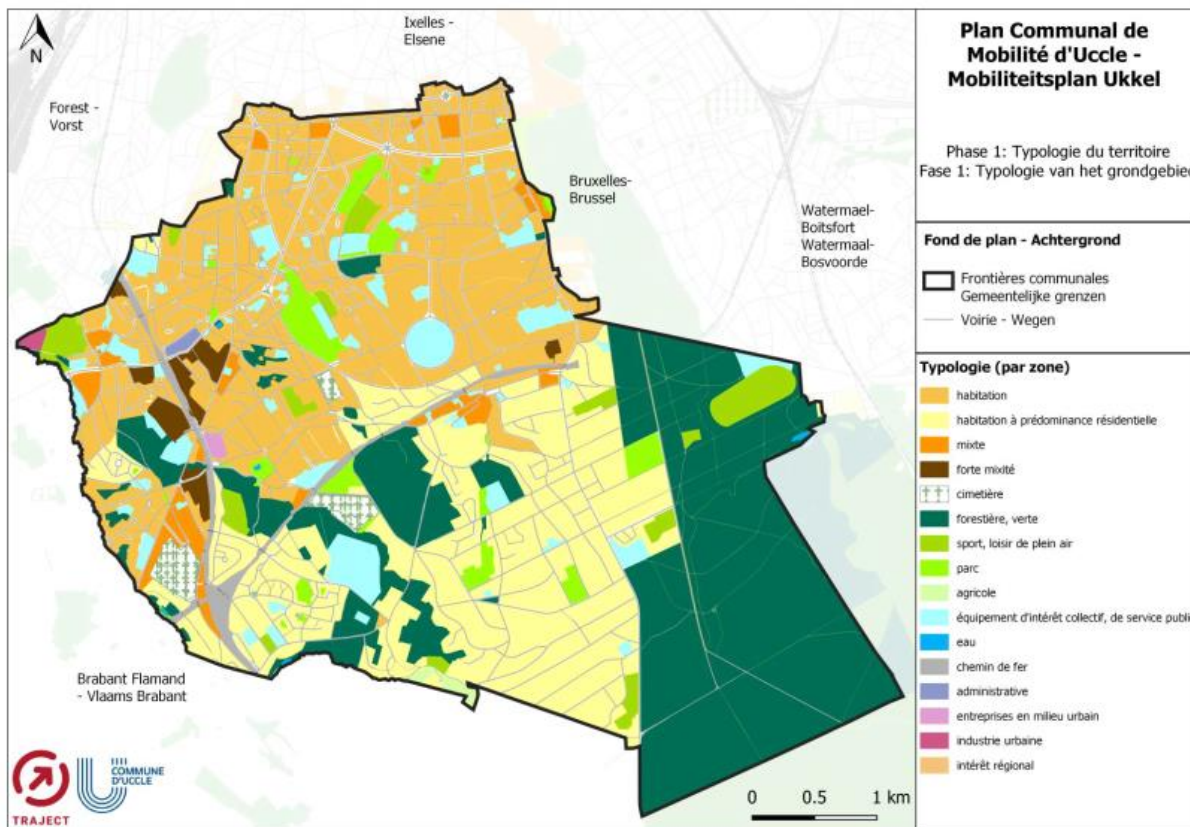 N
Ixelles -
Elsene
Forest -
Vorst
Bruxelles-
Brussel
Watermael-
Boitsfort
Watermaal-
Bosvoorde
Brabant Flamand
- Vlaams Brabant
TRAJECT
COMMUNE
D'UCCLE
0 0.5 1 km
Plan Communal de
Mobilité d'Uccle -
Mobiliteitsplan Ukkel
Phase 1: Typologie du territoire
Fase 1: Typologie van het grondgebied
Fond de plan - Achtergrond
Frontières communales
Gemeentelijke grenzen
Voirie - Wegen
Typologie (par zone)
habitation
habitation à prédominance résidentielle
mixte
forte mixité
cimetière
forestière, verte
sport, loisir de plein air
parc
agricole
équipement d'intérêt collectif, de service public
eau
chemin de fer
administrative
entreprises en milieu urbain
industrie urbaine
intérêt régional